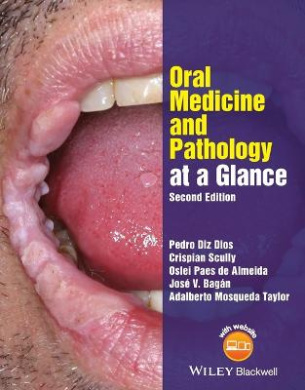 Oral
Medicine
and
Pathology
at a Glance
Second Edition
Pedro Diz Dios
Crispian Scully
Oslei Paes de Almeida
José V. Bagán
Adalberto Mosqueda Taylor
with website
WILEY Blackwell